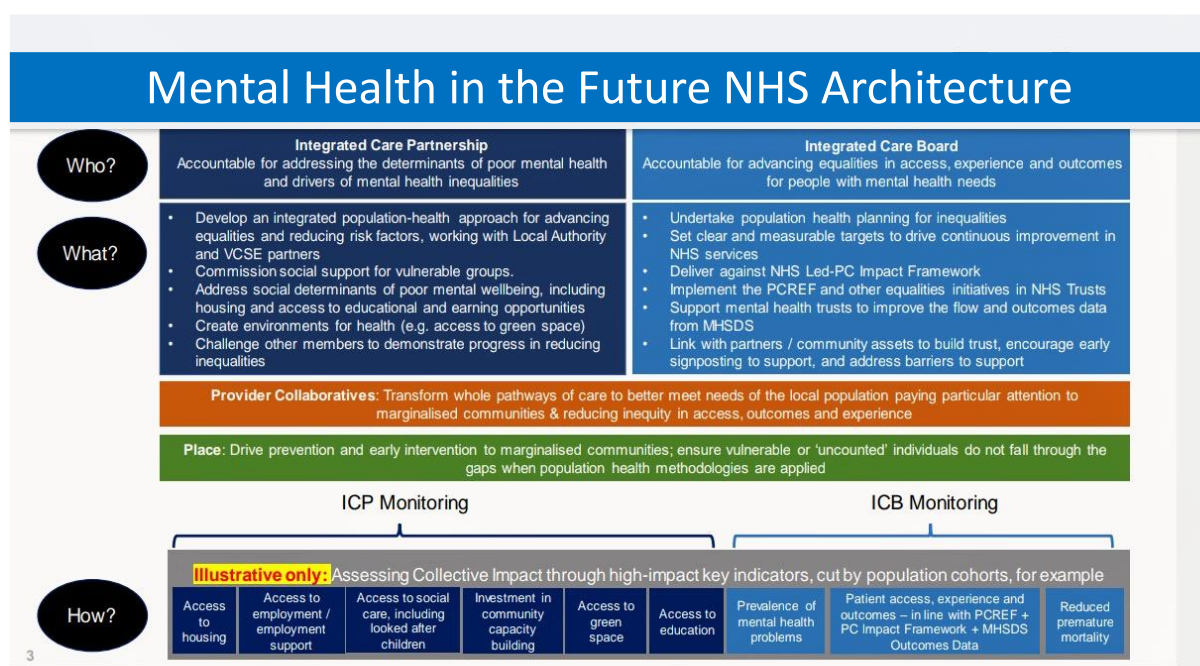 Mental Health in the Future NHS Architecture
Who?
Integrated Care Partnership
Accountable for addressing the determinants of poor mental health
and drivers of mental health inequalities
Integrated Care Board
Accountable for advancing equalities in access, experience and outcomes
for people with mental health needs
What?
• Develop an integrated population-health approach for advancing
equalities and reducing risk factors, working with Local Authority
and VCSE partners
• Commission social support for vulnerable groups.
• Address social determinants of poor mental wellbeing, including
housing and access to educational and earning opportunities
• Create environments for health (e.g. access to green space)
• Challenge other members to demonstrate progress in reducing
inequalities
• Undertake population health planning for inequalities
• Set clear and measurable targets to drive continuous improvement in
NHS services
• Deliver against NHS Led-PC Impact Framework
• Implement the PCREF and other equalities initiatives in NHS Trusts
• Support mental health trusts to improve the flow and outcomes data
from MHSDS
• Link with partners / community assets to build trust, encourage early
signposting to support, and address barriers to support
Provider Collaboratives: Transform whole pathways of care to better meet needs of the local population paying particular attention to
marginalised communities & reducing inequity in access, outcomes and experience
Place: Drive prevention and early intervention to marginalised communities; ensure vulnerable or ‘uncounted’ individuals do not fall through the
gaps when population health methodologies are applied
ICP Monitoring
ICB Monitoring
How?
Illustrative only: Assessing Collective Impact through high-impact key indicators, cut by population cohorts, for example
Access
to
housing
Access to
employment /
employment
support
Access to social
care, including
looked after
children
Investment in
community
capacity
building
Access to
green
space
Access to
education
Prevalence of
mental health
problems
Patient access, experience and
outcomes – in line with PCREF +
PC Impact Framework + MHSDS
Outcomes Data
Reduced
premature
mortality
3